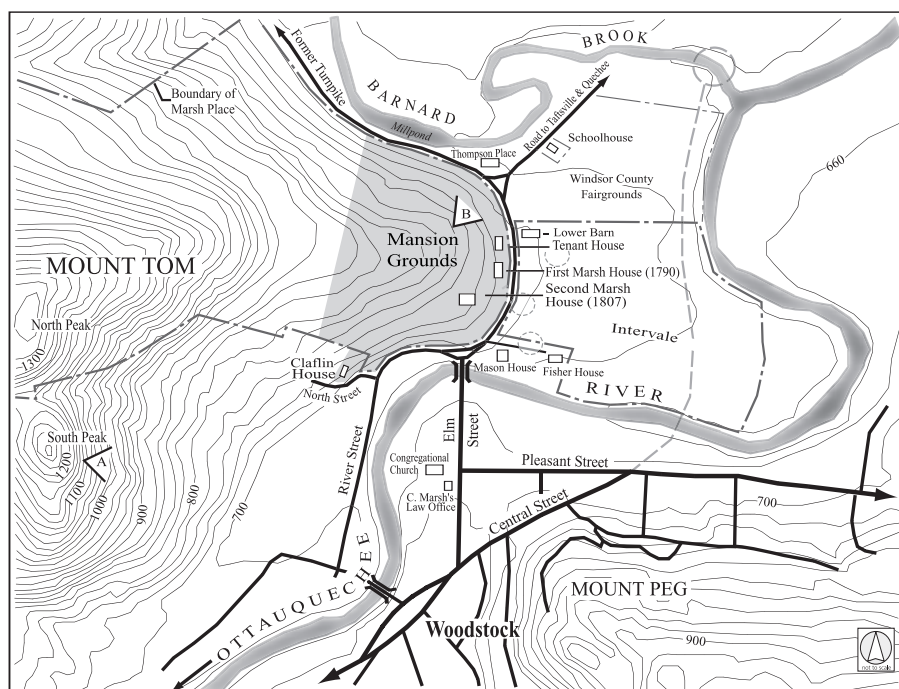 BROOK
Former Turnpike
BARNARD
Boundary of
Marsh Place
Millpond
Road to Taftsville & Quechee
Schoolhouse
Thompson Place
660
Windsor County
Fairgrounds
B
Mansion
Grounds
Lower Barn
Tenant House
First Marsh House (1790)
MOUNT TOM
Second Marsh
House (1807)
North Peak
Intervale
1300
Claflin
House
Mason House
Fisher House
North Street
RIVER
Elm
Street
South Peak
A
1200
1100
1000
900
800
700
River Street
Congregational
Church
Pleasant Street
C. Marsh's
Law Office
Central Street
700
OTTAUQUECHEE
MOUNT PEG
Woodstock
900
not to scale